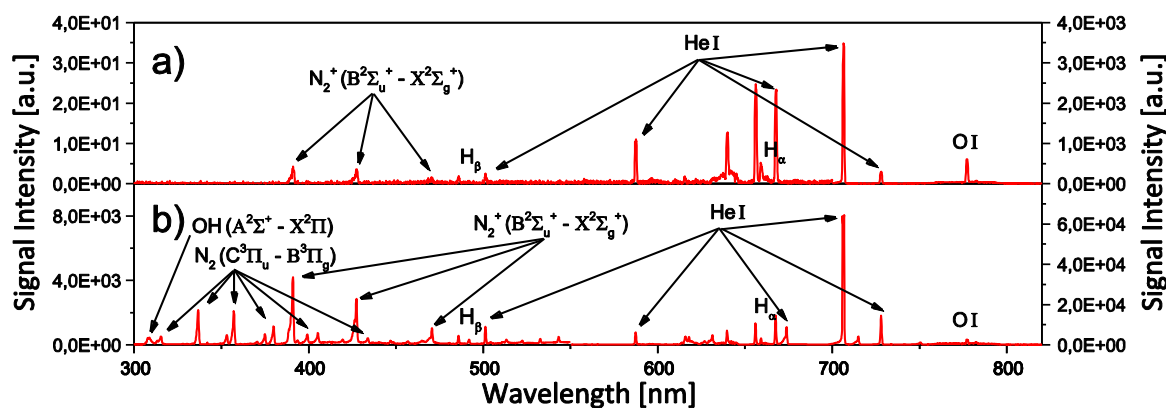 4,0E+01
3,0E+01
2,0E+01
1,0E+01
0,0E+00
4,0E+03
3,0E+03
2,0E+03
1,0E+03
0,0E+00
a)
N₂⁺(B²Σᵤ⁺ - X²Σg⁺)
Hβ
He I
Hα
O I
8,0E+03
4,0E+03
0,0E+00
6,0E+04
4,0E+04
2,0E+04
0,0E+00
b)
OH(A²Σ⁺ - X²Π)
N₂(C³Πᵤ - B³Πg)
N₂⁺(B²Σᵤ⁺ - X²Σg⁺)
Hβ
He I
Hα
O I
300
400
500
600
700
800
Wavelength [nm]
Signal Intensity [a.u.]
Signal Intensity [a.u.]